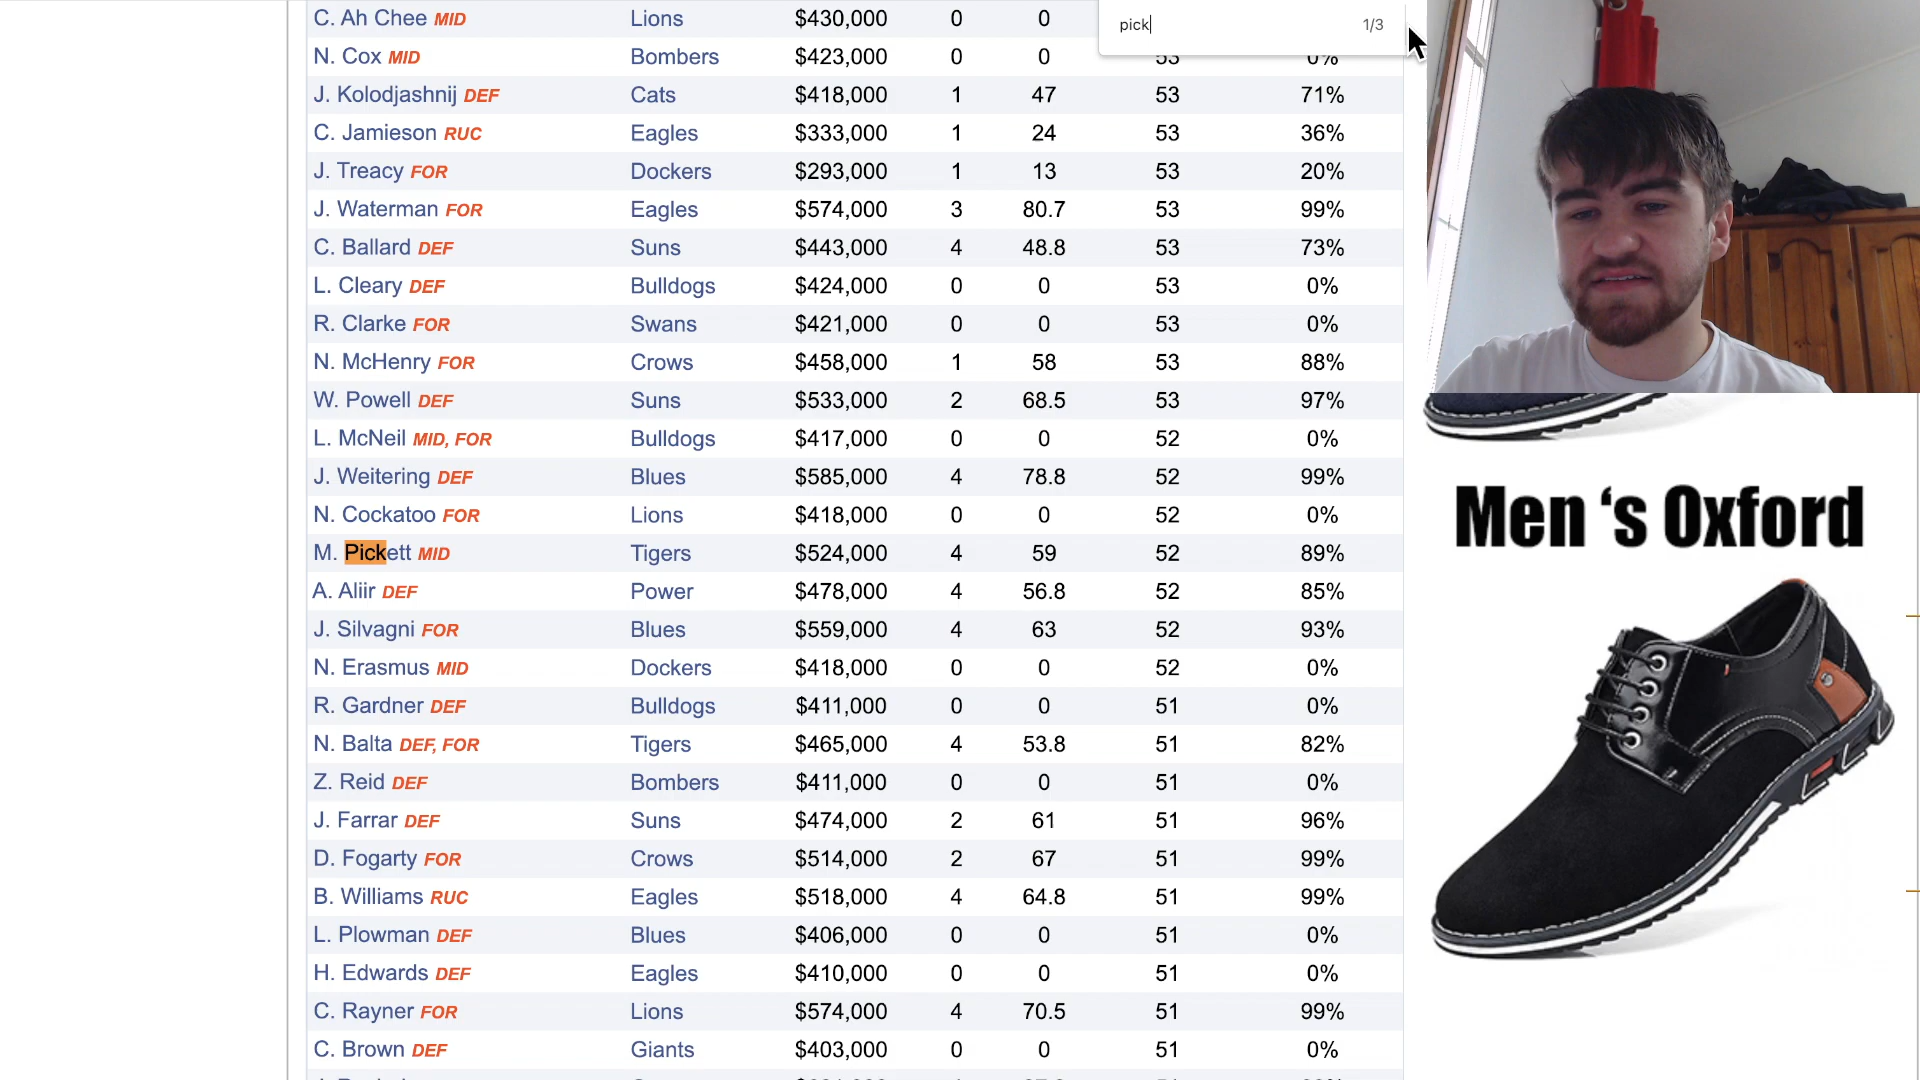 C. Ah Chee MID Lions $430,000 0 0
pick 1/3
N. Cox MID Bombers $423,000 0 0 53 0%
J. Kolodjashnij DEF Cats $418,000 1 47 53 71%
C. Jamieson RUC Eagles $333,000 1 24 53 36%
J. Treacy FOR Dockers $293,000 1 13 53 20%
J. Waterman FOR Eagles $574,000 3 80.7 53 99%
C. Ballard DEF Suns $443,000 4 48.8 53 73%
L. Cleary DEF Bulldogs $424,000 0 0 53 0%
R. Clarke FOR Swans $421,000 0 0 53 0%
N. McHenry FOR Crows $458,000 1 58 53 88%
W. Powell DEF Suns $533,000 2 68.5 53 97%
L. McNeil MID, FOR Bulldogs $417,000 0 0 52 0%
J. Weitering DEF Blues $585,000 4 78.8 52 99%
N. Cockatoo FOR Lions $418,000 0 0 52 0%
M. Pickett MID Tigers $524,000 4 59 52 89%
A. Aliir DEF Power $478,000 4 56.8 52 85%
J. Silvagni FOR Blues $559,000 4 63 52 93%
N. Erasmus MID Dockers $418,000 0 0 52 0%
R. Gardner DEF Bulldogs $411,000 0 0 51 0%
N. Balta DEF, FOR Tigers $465,000 4 53.8 51 82%
Z. Reid DEF Bombers $411,000 0 0 51 0%
J. Farrar DEF Suns $474,000 2 61 51 96%
D. Fogarty FOR Crows $514,000 2 67 51 99%
B. Williams RUC Eagles $518,000 4 64.8 51 99%
L. Plowman DEF Blues $406,000 0 0 51 0%
H. Edwards DEF Eagles $410,000 0 0 51 0%
C. Rayner FOR Lions $574,000 4 70.5 51 99%
C. Brown DEF Giants $403,000 0 0 51 0%
Men ‘s Oxford